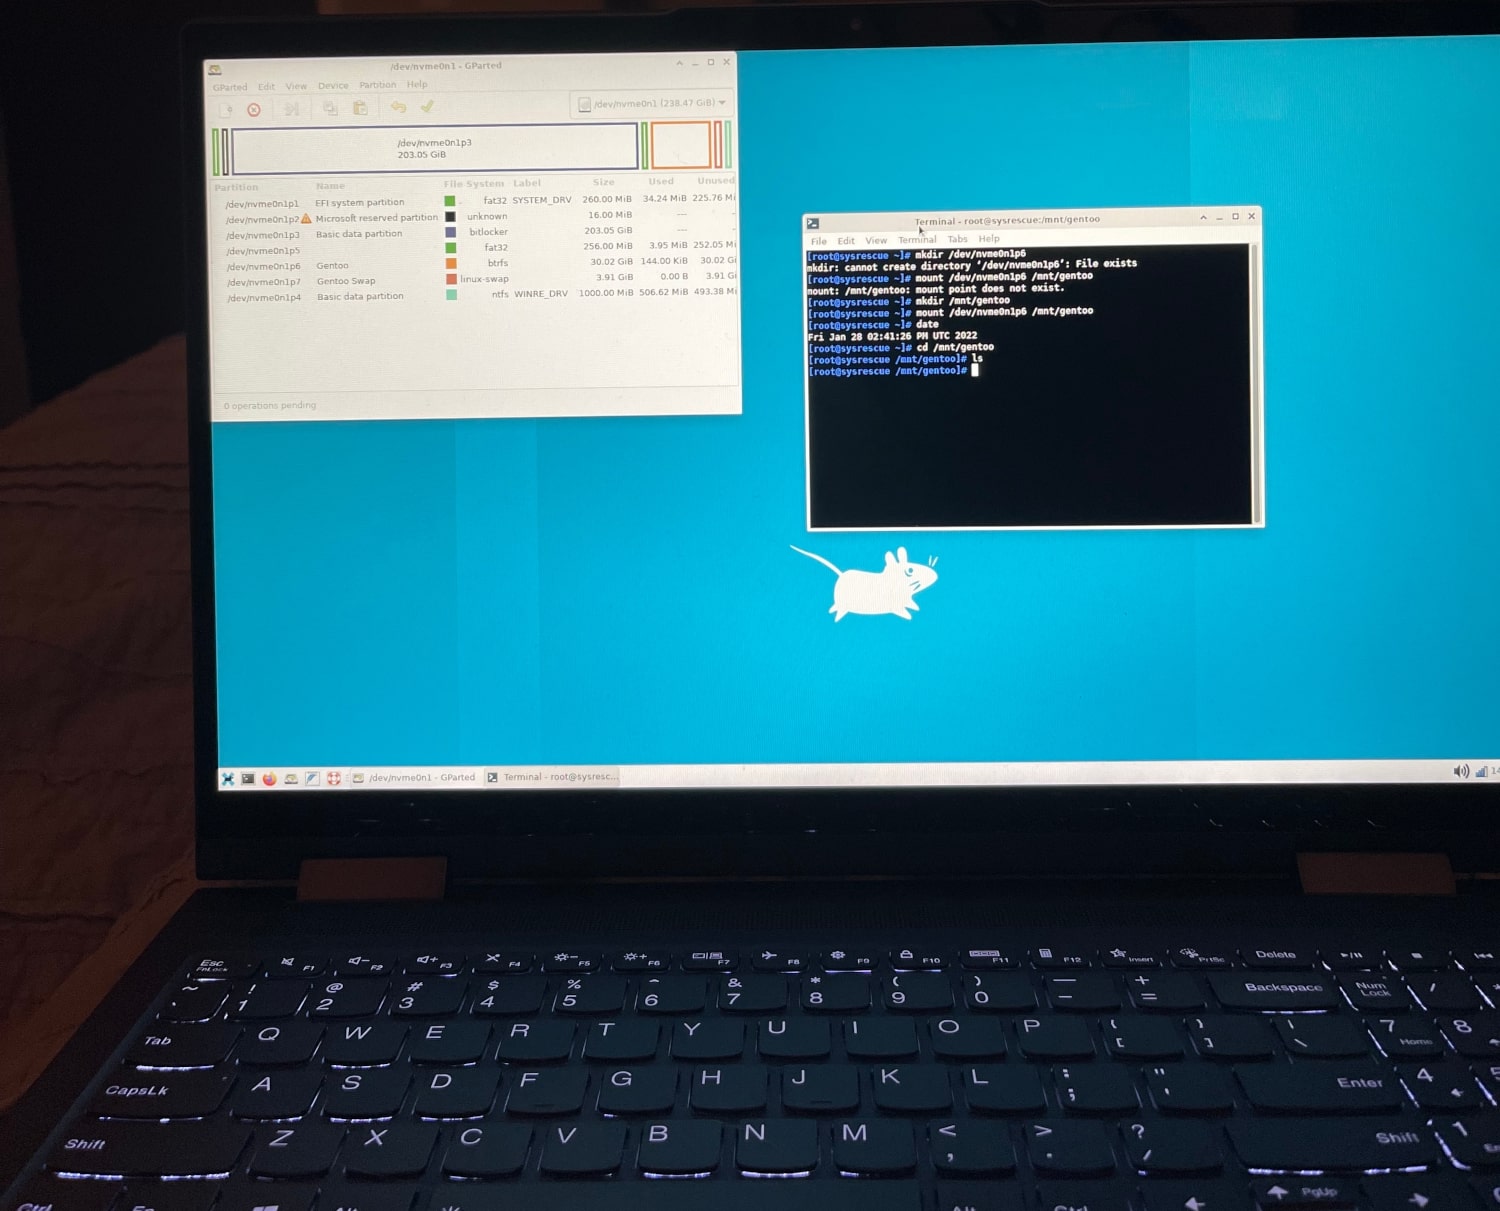 /dev/nvme0n1 - GParted
GParted Edit View Device Partition Help
/dev/nvme0n1 (238.47 GiB)
/dev/nvme0n1p3
203.05 GiB
Partition Name File System Label Size Used Unused
/dev/nvme0n1p1 EFI system partition fat32 SYSTEM_DRV 260.00 MiB 34.24 MiB 225.76 Mi
/dev/nvme0n1p2 Microsoft reserved partition unknown 16.00 MiB --- -
/dev/nvme0n1p3 Basic data partition bitlocker 203.05 GiB --- -
/dev/nvme0n1p5 fat32 256.00 MiB 3.95 MiB 252.05 Mi
/dev/nvme0n1p6 Gentoo btrfs 30.02 GiB 144.00 KiB 30.02 Gi
/dev/nvme0n1p7 Gentoo Swap linux-swap 3.91 GiB 0.00 B 3.91 Gi
/dev/nvme0n1p4 Basic data partition ntfs WINRE_DRV 1000.00 MiB 506.62 MiB 493.38 Mi
0 operations pending
Terminal - root@sysrescue:/mnt/gentoo
File Edit View Terminal Tabs Help
[root@sysrescue ~]# mkdir /dev/nvme0n1p6
mkdir: cannot create directory ‘/dev/nvme0n1p6’: File exists
[root@sysrescue ~]# mount /dev/nvme0n1p6 /mnt/gentoo
mount: /mnt/gentoo: mount point does not exist.
[root@sysrescue ~]# mkdir /mnt/gentoo
[root@sysrescue ~]# mount /dev/nvme0n1p6 /mnt/gentoo
[root@sysrescue ~]# date
Fri Jan 28 02:41:26 PM UTC 2022
[root@sysrescue ~]# cd /mnt/gentoo
[root@sysrescue /mnt/gentoo]# ls
[root@sysrescue /mnt/gentoo]#
/dev/nvme0n1 - GParted Terminal - root@sysresc... 14
Esc F1 F2 F3 F4 F5 F6 F7 F8 F9 F10 F11 F12 Insert PrtSc Delete
FnLock
~ ! @ # $ % ^ & * ( ) — +
` 1 2 3 4 5 6 7 8 9 0 - = Backspace Num Lock / *
Tab Q W E R T Y U I O P { [ } ] | \ 7 Home 8
CapsLk A S D F G H J K L : ; " ' Enter 4 5
Shift Z X C V B N M < , > . ? / Shift 1
Ctrl Fn Alt Alt Ctrl PgUp